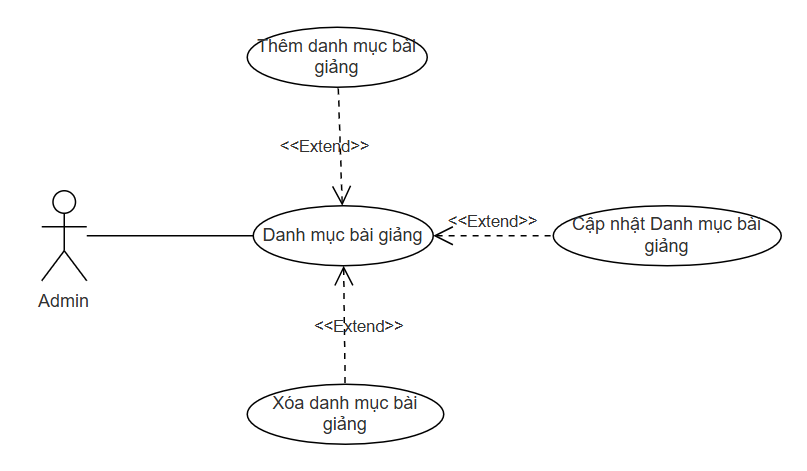 Thêm danh mục bài
giảng
<<Extend>>
<<Extend>>
Cập nhật Danh mục bài
giảng
Danh mục bài giảng
Admin
<<Extend>>
Xóa danh mục bài
giảng